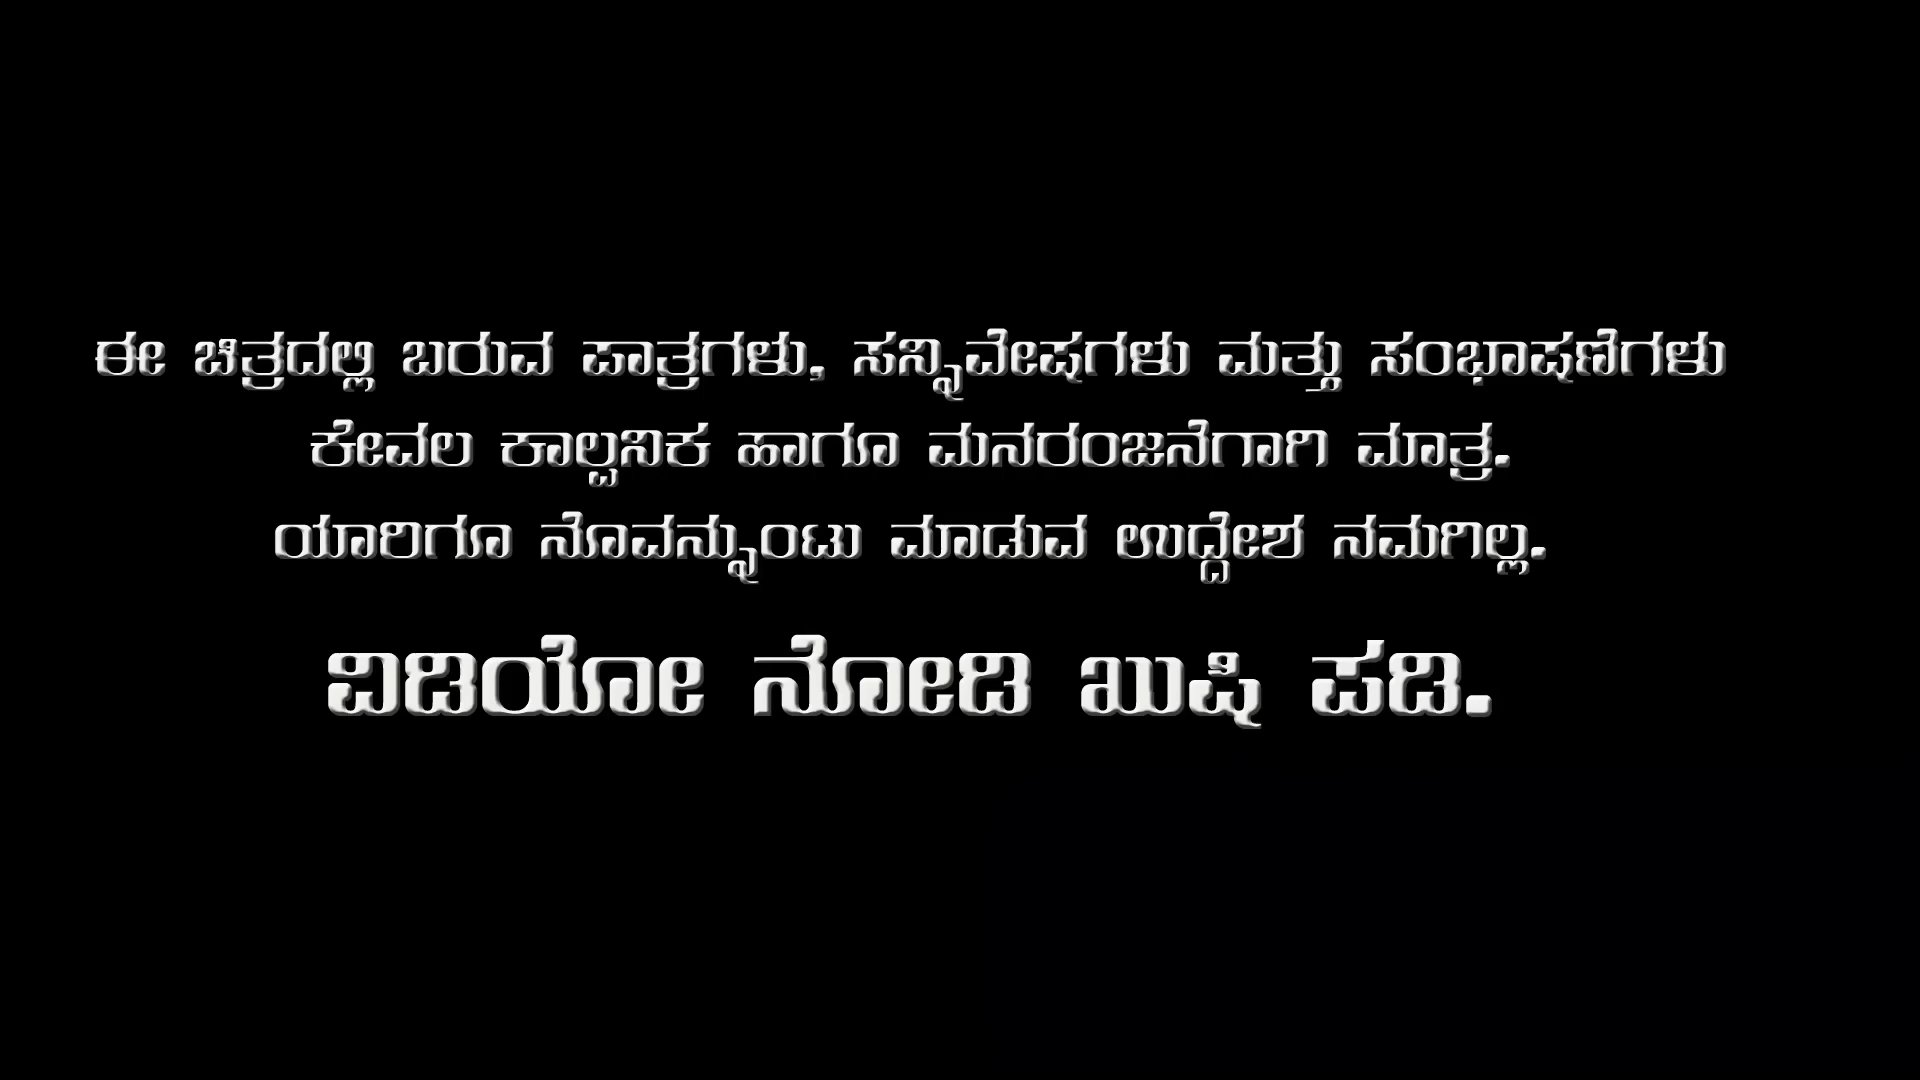 ಈ ಚಿತ್ರದಲ್ಲಿ ಬರುವ ಪಾತ್ರಗಳು, ಸನ್ನಿವೇಷಗಳು ಮತ್ತು ಸಂಭಾಷಣೆಗಳು
ಕೇವಲ ಕಾಲ್ಪನಿಕ ಹಾಗೂ ಮನರಂಜನೆಗಾಗಿ ಮಾತ್ರ.
ಯಾರಿಗೂ ನೊವನ್ನುಂಟು ಮಾಡುವ ಉದ್ದೇಶ ನಮಗಿಲ್ಲ.
ವಿಡಿಯೋ ನೋಡಿ ಖುಷಿ ಪಡಿ.